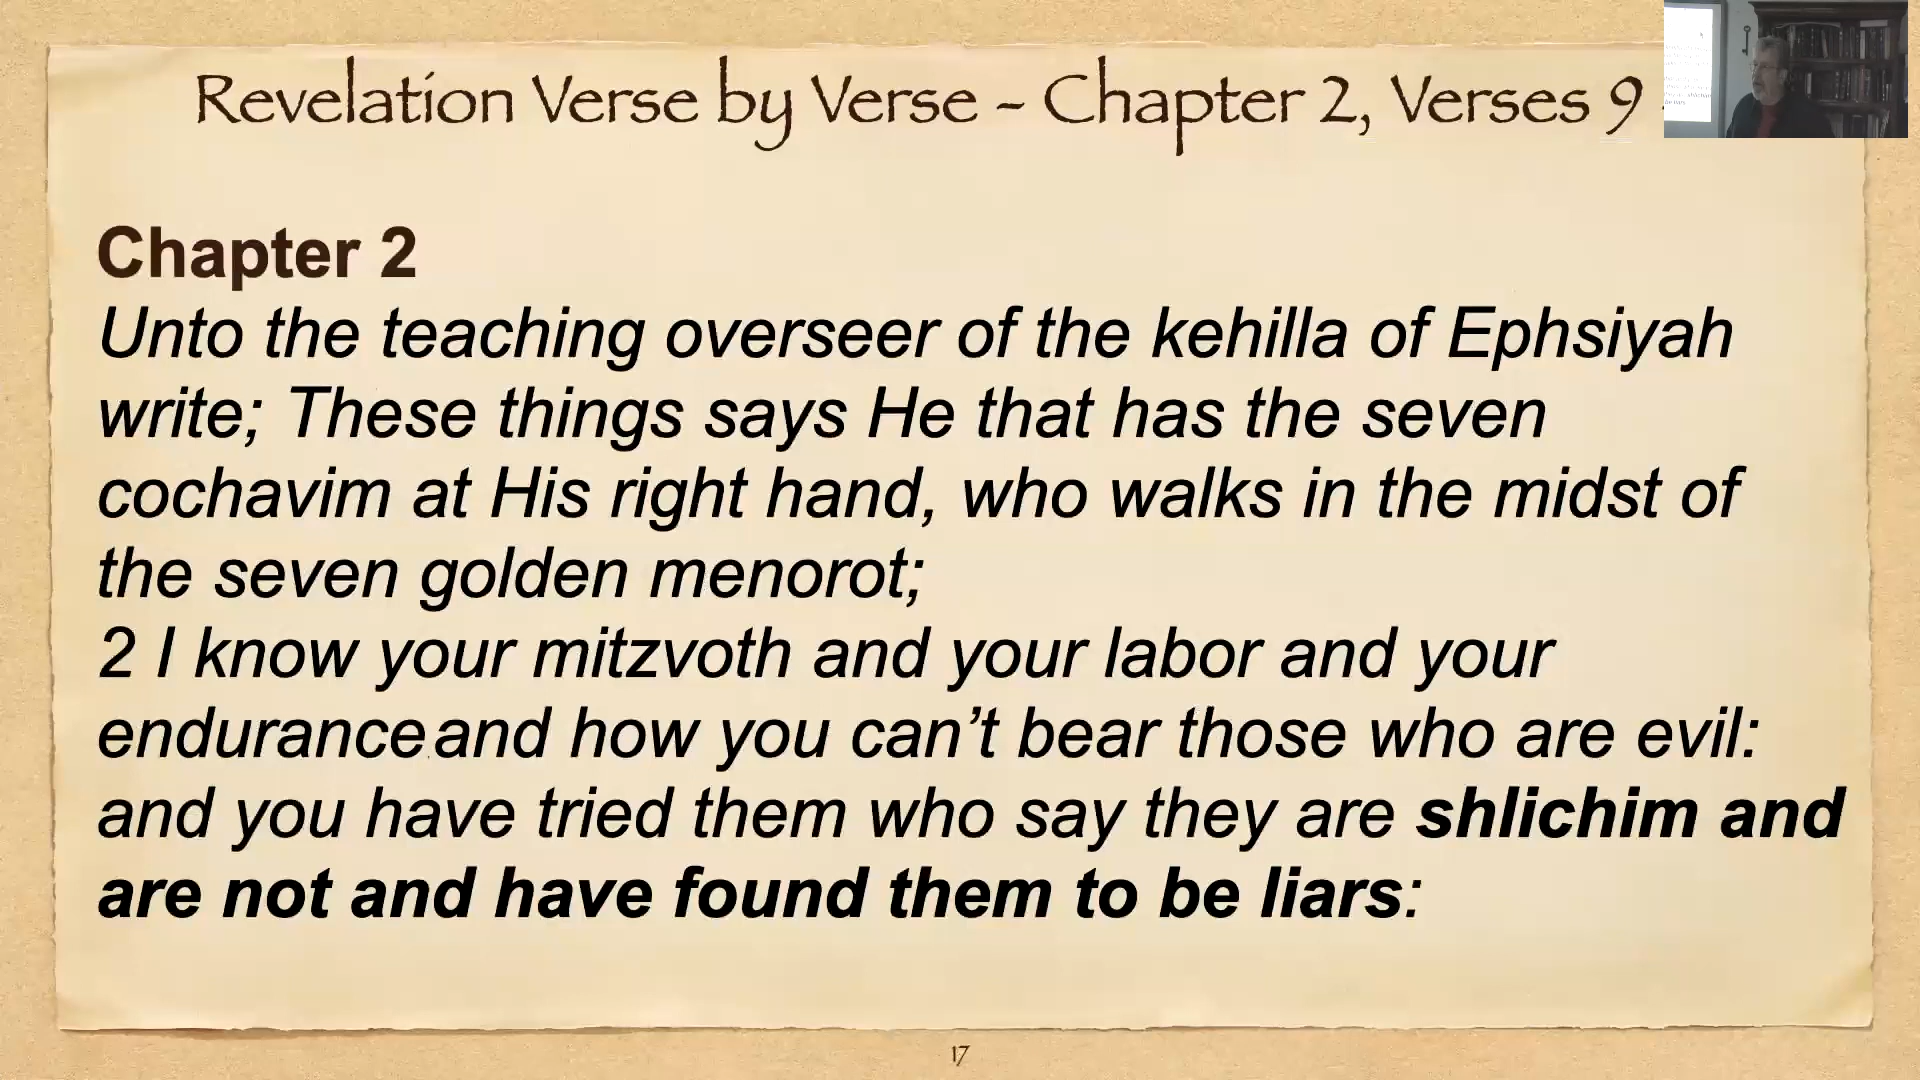 Revelation Verse by Verse ~ Chapter 2, Verses 9
Chapter 2
Unto the teaching overseer of the kehilla of Ephsiyah
write; These things says He that has the seven
cochavim at His right hand, who walks in the midst of
the seven golden menorot;
2 I know your mitzvoth and your labor and your
endurance and how you can’t bear those who are evil:
and you have tried them who say they are shlichim and
are not and have found them to be liars:
17